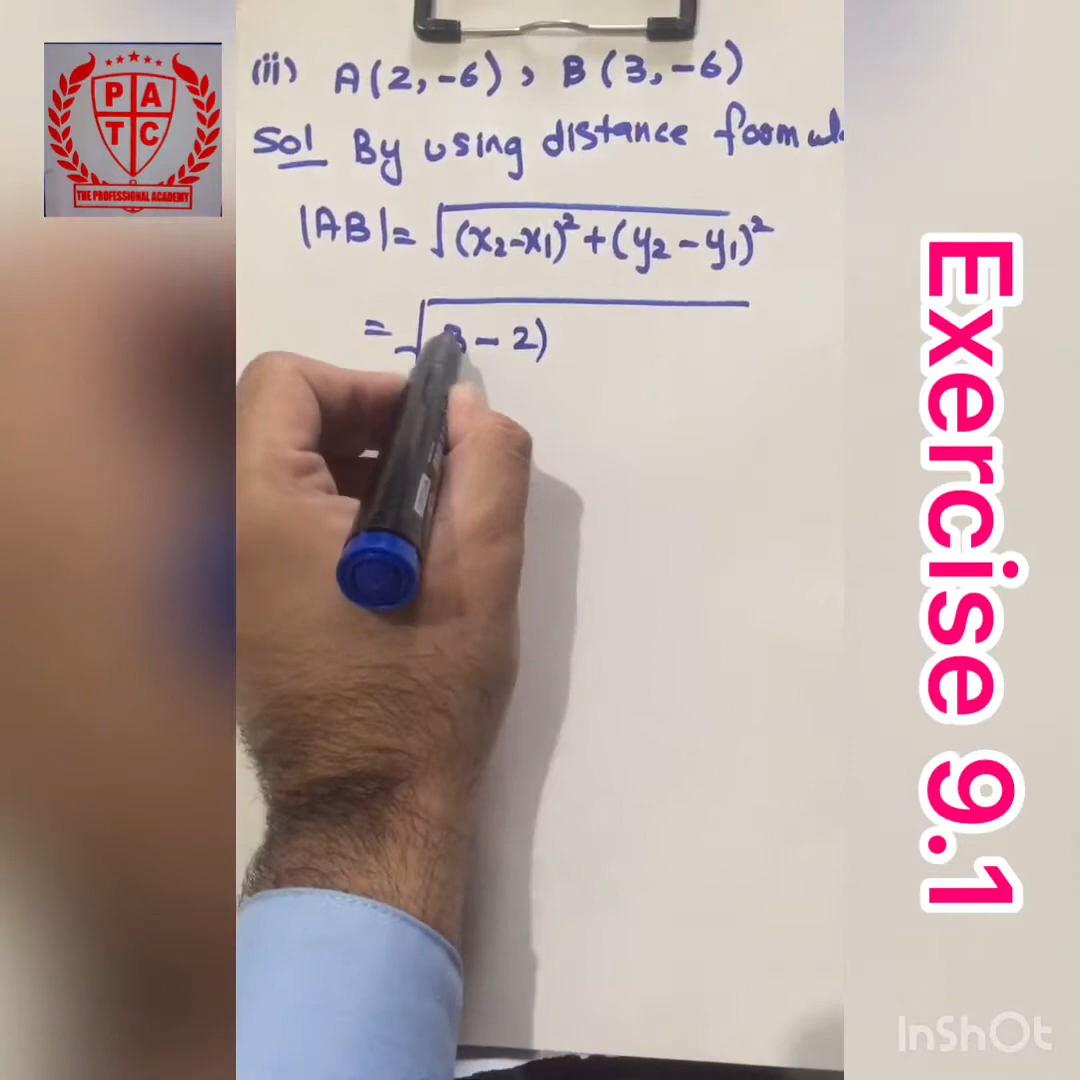 P A
T C
THE PROFESSIONAL ACADEMY
(ii) A(2,-6), B(3,-6)
Sol By using distance
|AB|= √(x₂-x₁)²+(y₂-y₁)²
= √3-2)
Exercise 9.1
InShOt